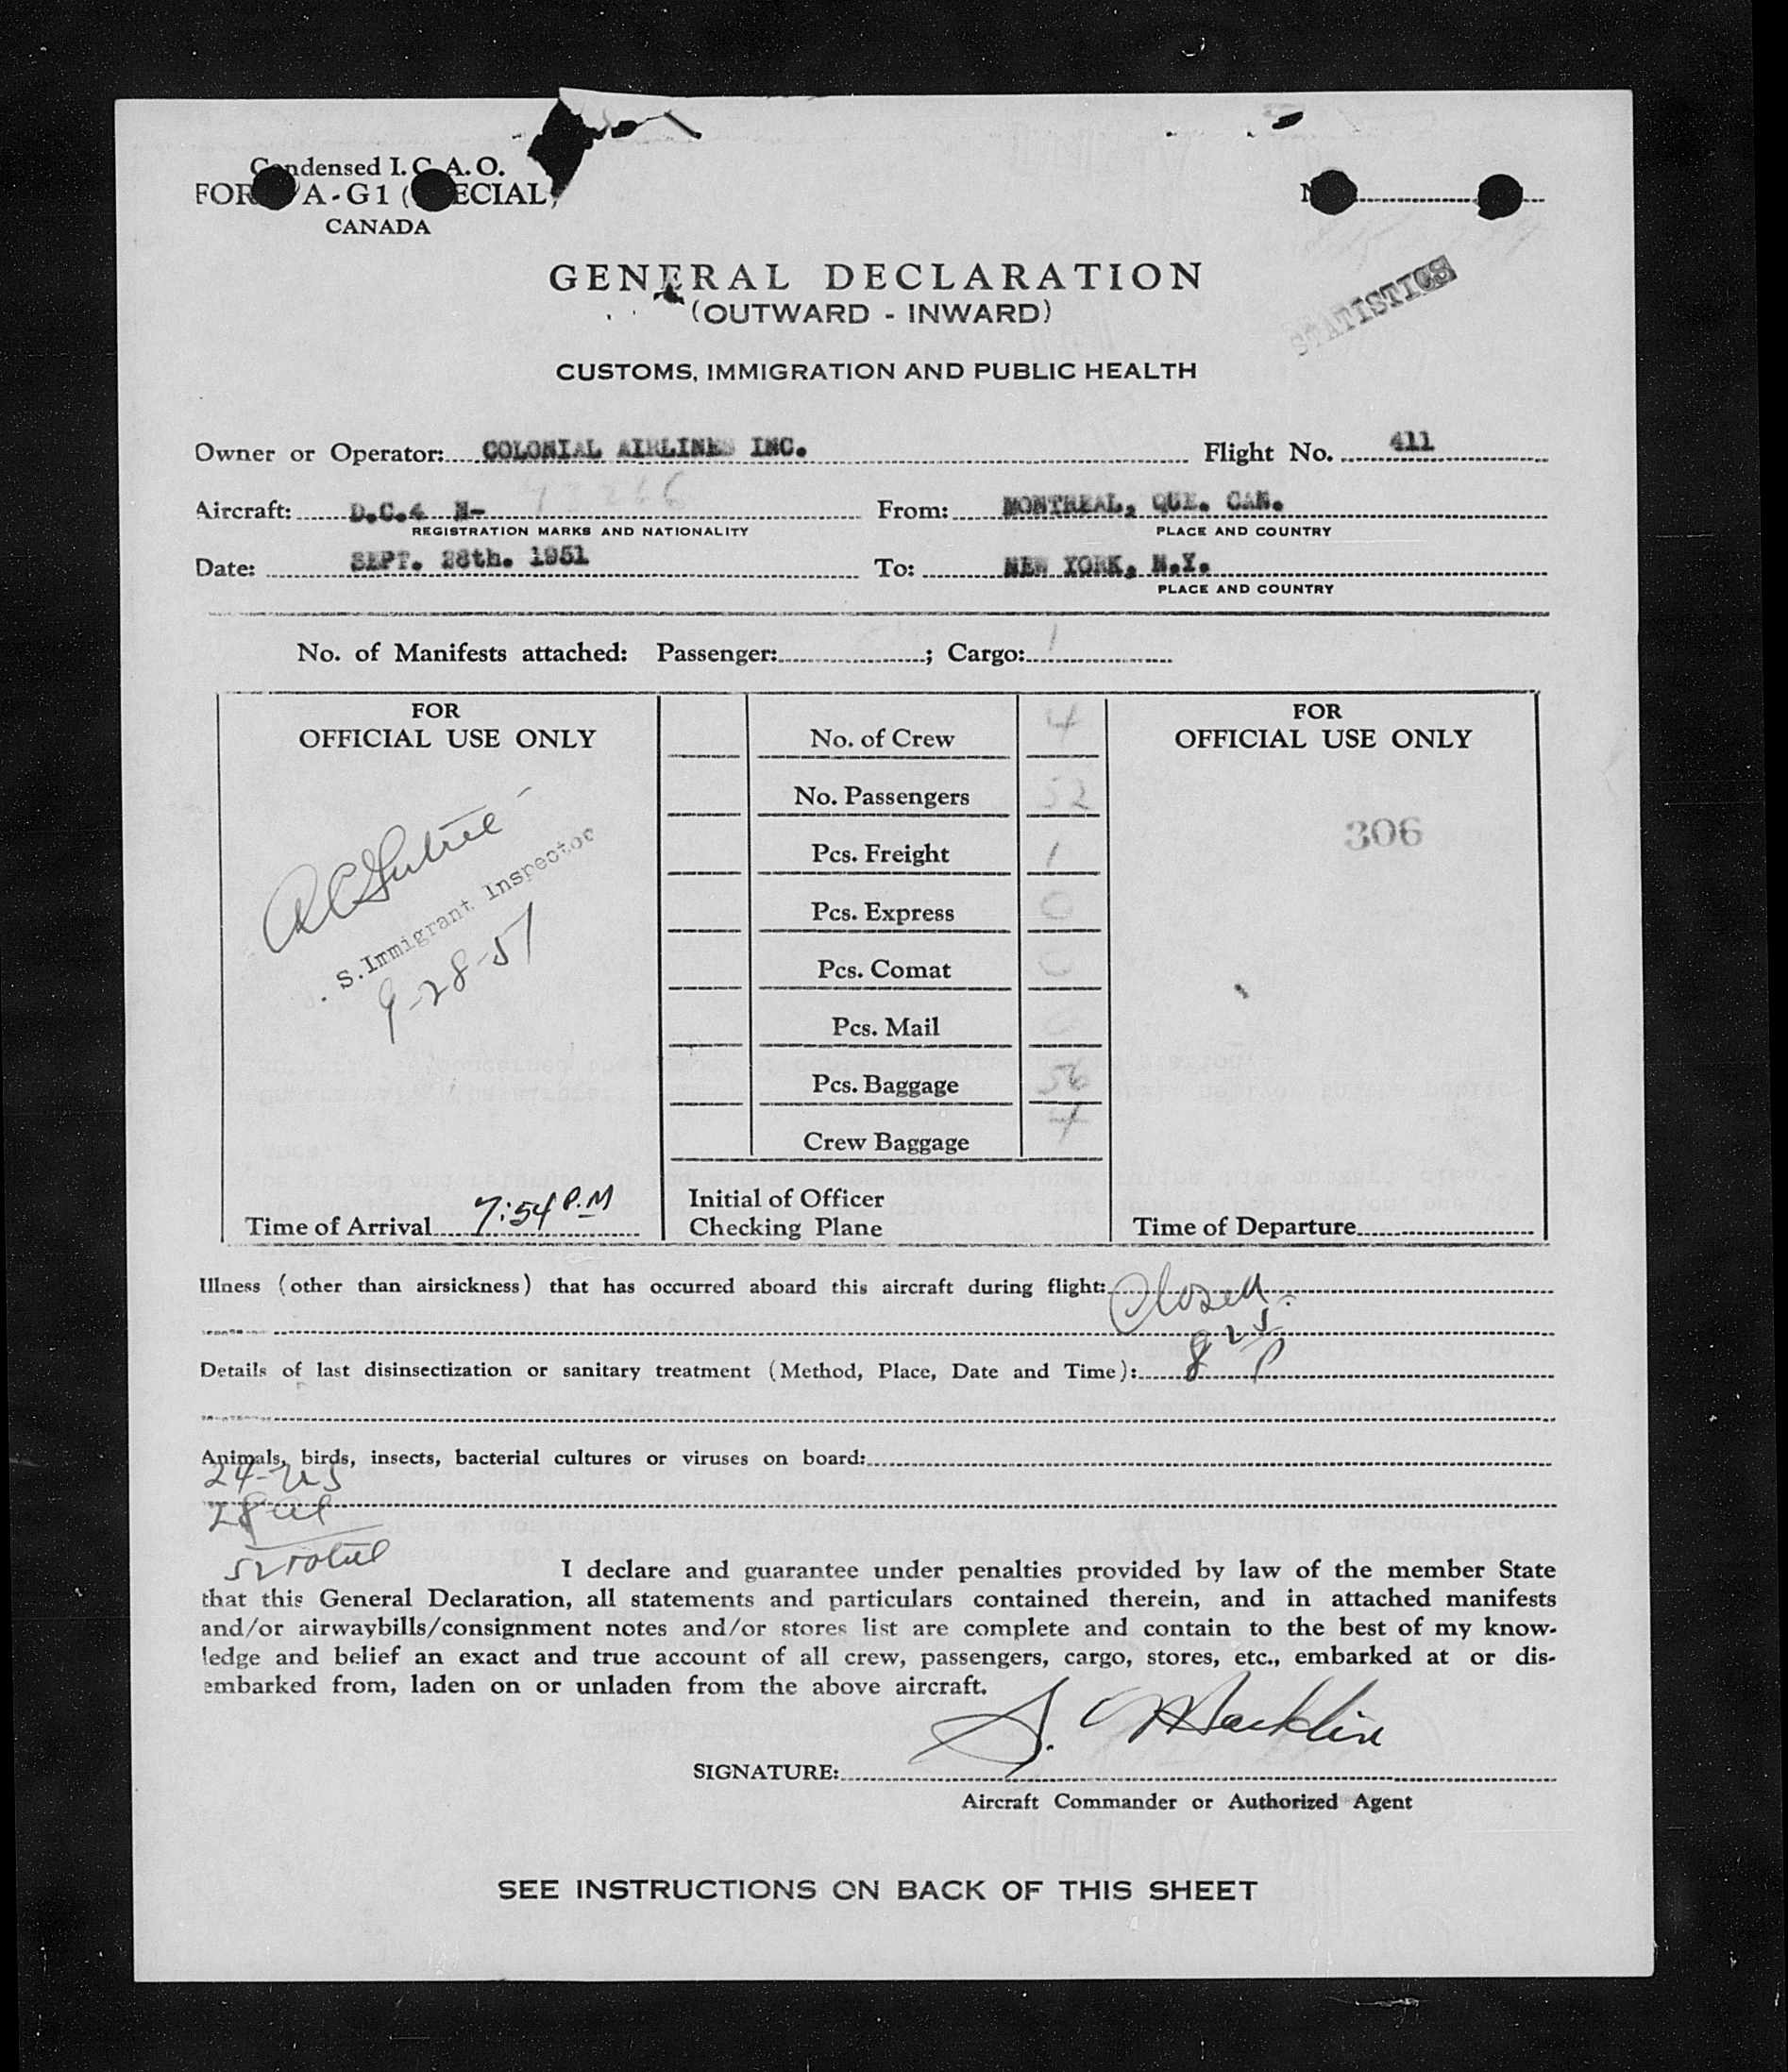 Condensed I.C.A.O.
FORM A-G1 (SPECIAL)
CANADA
GENERAL DECLARATION
(OUTWARD - INWARD)
STATISTICS
CUSTOMS, IMMIGRATION AND PUBLIC HEALTH
Owner or Operator: COLONIAL AIRLINES INC. Flight No. 411
Aircraft: D.C.4 N- From: MONTREAL, QUE. CAN.
REGISTRATION MARKS AND NATIONALITY PLACE AND COUNTRY
Date: SEPT. 28th. 1951 To: NEW YORK, N.Y.
PLACE AND COUNTRY
No. of Manifests attached: Passenger: ; Cargo: 1
FOR
OFFICIAL USE ONLY
S. Immigrant Inspector
9-28-51
Time of Arrival 7:54 P.M
No. of Crew 4
No. Passengers 52
Pcs. Freight 1
Pcs. Express 0
Pcs. Comat 0
Pcs. Mail 0
Pcs. Baggage 56
Crew Baggage 4
Initial of Officer
Checking Plane
FOR
OFFICIAL USE ONLY
306
Time of Departure
Illness (other than airsickness) that has occurred aboard this aircraft during flight: Closed
8 25 P
Details of last disinsectization or sanitary treatment (Method, Place, Date and Time):
Animals, birds, insects, bacterial cultures or viruses on board:
24-US
28 al
52 total
I declare and guarantee under penalties provided by law of the member State
that this General Declaration, all statements and particulars contained therein, and in attached manifests
and/or airwaybills/consignment notes and/or stores list are complete and contain to the best of my know-
ledge and belief an exact and true account of all crew, passengers, cargo, stores, etc., embarked at or dis-
embarked from, laden on or unladen from the above aircraft.
SIGNATURE: S. Macklin
Aircraft Commander or Authorized Agent
SEE INSTRUCTIONS ON BACK OF THIS SHEET